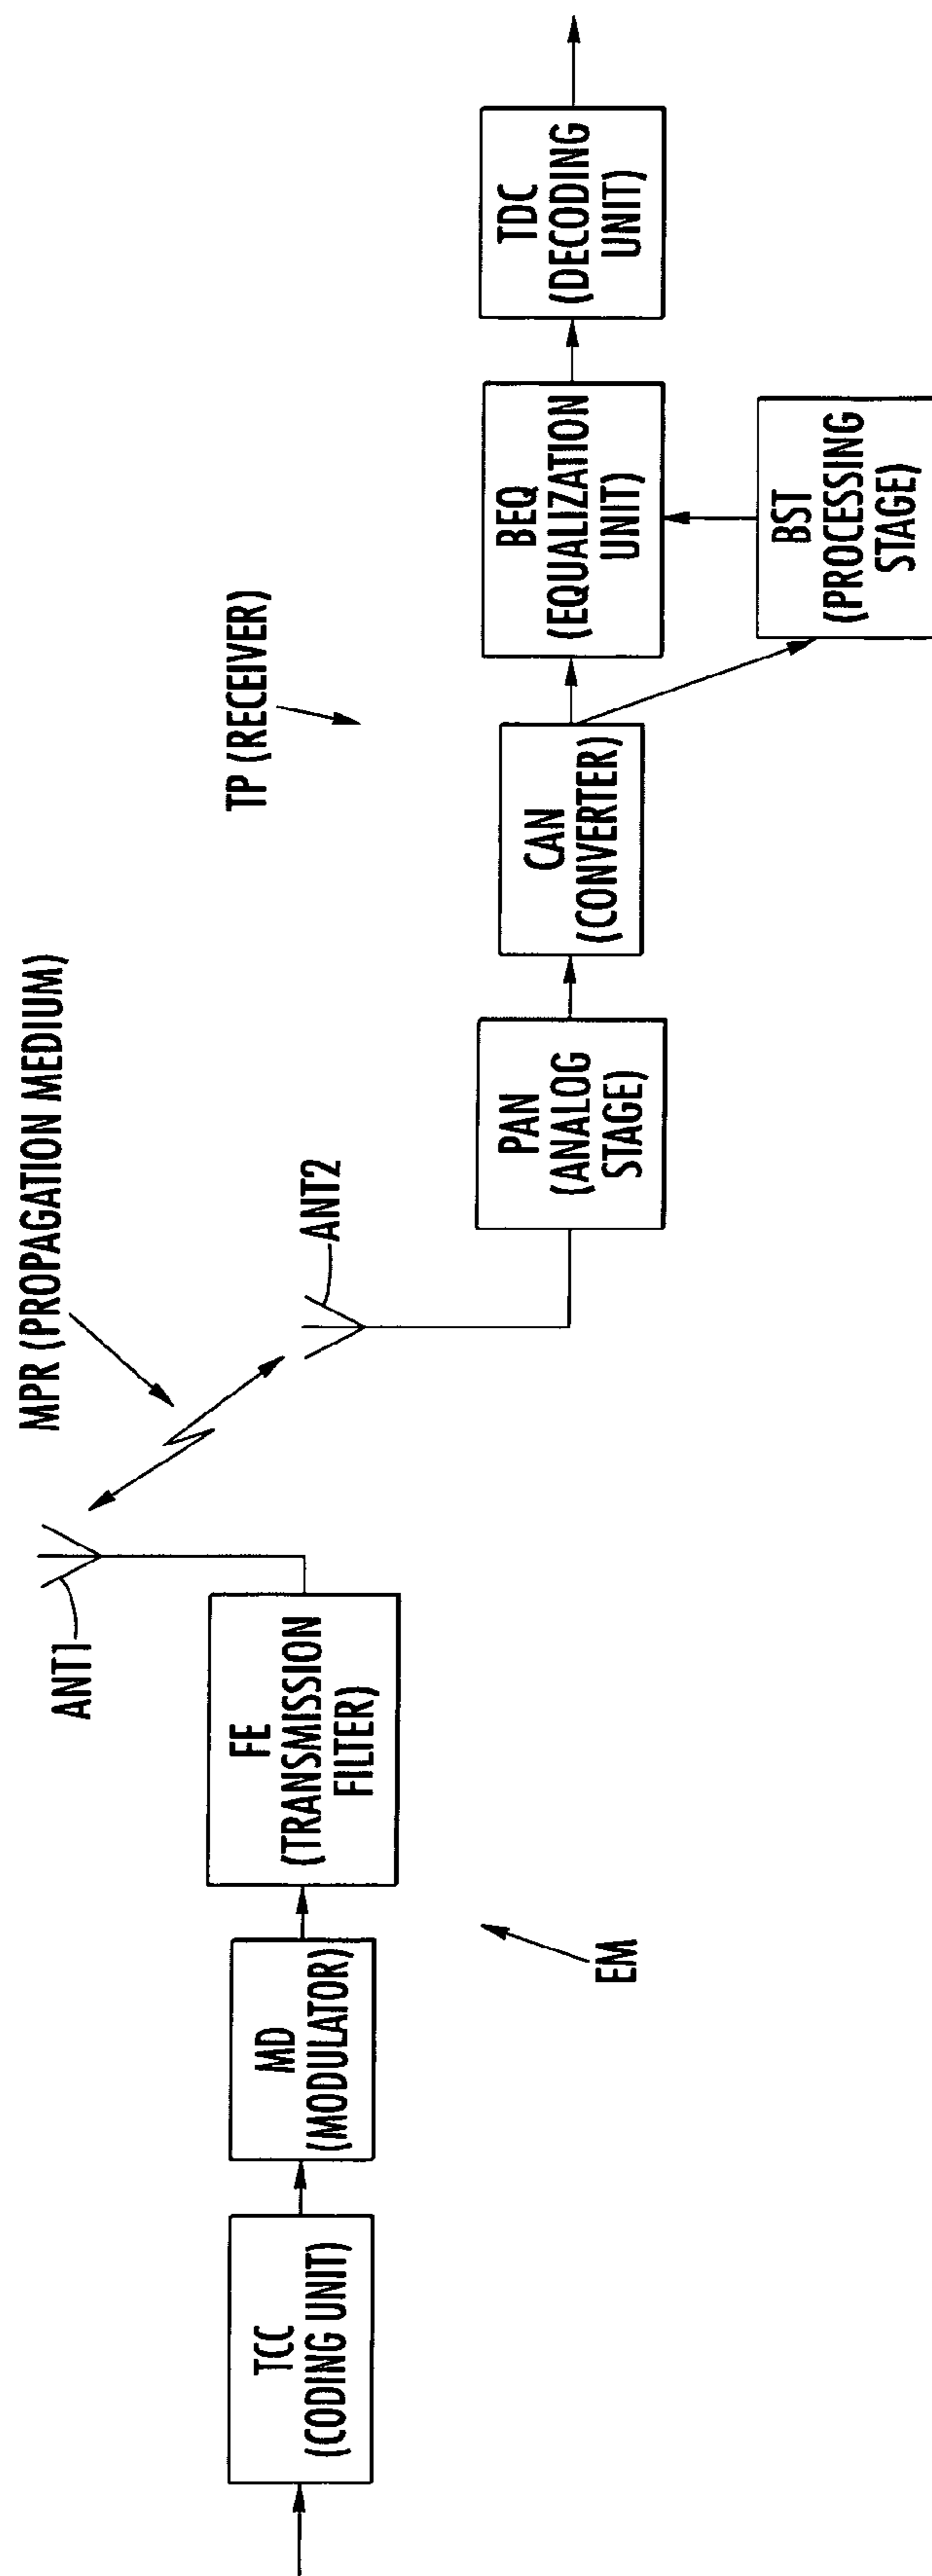 MPR (PROPAGATION MEDIUM)
ANT1
ANT2
TCC
(CODING UNIT)
MD
(MODULATOR)
FE
(TRANSMISSION
FILTER)
EM
TP (RECEIVER)
PAN
(ANALOG
STAGE)
CAN
(CONVERTER)
BEQ
(EQUALIZATION
UNIT)
TDC
(DECODING
UNIT)
BST
(PROCESSING
STAGE)